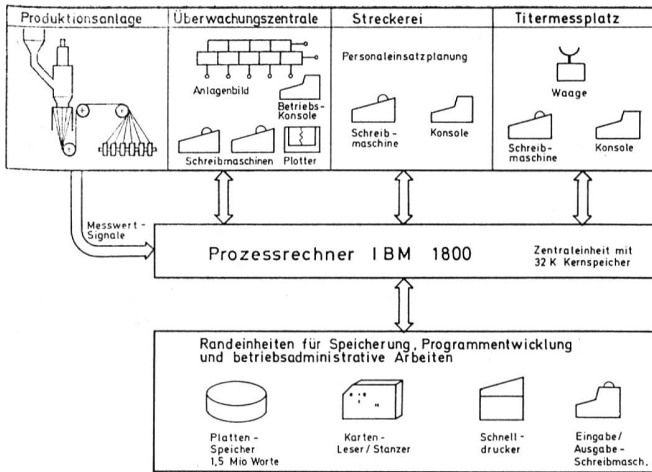 Produktionsanlage
Überwachungszentrale
Streckerei
Titermessplatz
Anlagenbild
Betriebs-
Konsole
Schreibmaschinen
Plotter
Personaleinsatzplanung
Schreib-
maschine
Konsole
Waage
Schreib-
maschine
Konsole
Messwert-
Signale
Prozessrechner IBM 1800
Zentraleinheit mit
32 K Kernspeicher
Randeinheiten für Speicherung, Programmentwicklung
und betriebsadministrative Arbeiten
Platten-
Speicher
1,5 Mio Worte
Karten-
Leser/Stanzer
Schnell-
drucker
Eingabe/
Ausgabe-
Schreibmasch.